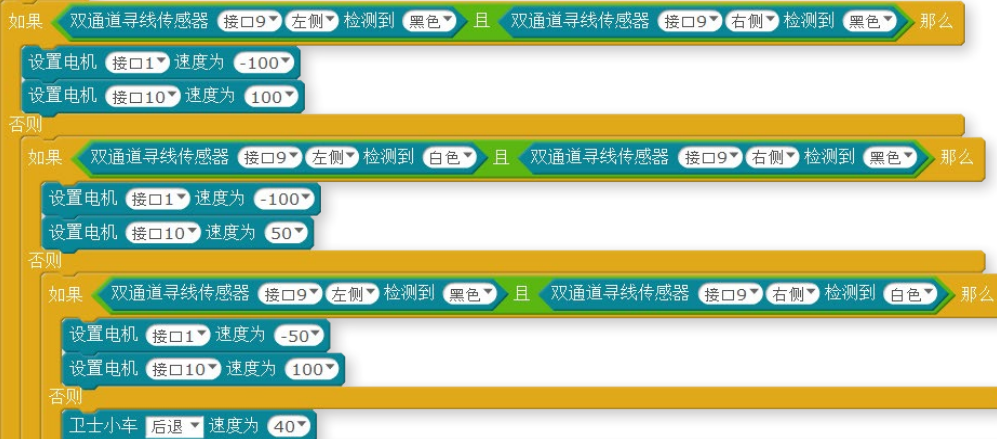 如果 双通道寻线传感器 接口9 左侧 检测到 黑色 且 双通道寻线传感器 接口9 右侧 检测到 黑色 那么
设置电机 接口1 速度为 -100
设置电机 接口10 速度为 100
否则
如果 双通道寻线传感器 接口9 左侧 检测到 白色 且 双通道寻线传感器 接口9 右侧 检测到 黑色 那么
设置电机 接口1 速度为 -100
设置电机 接口10 速度为 50
否则
如果 双通道寻线传感器 接口9 左侧 检测到 黑色 且 双通道寻线传感器 接口9 右侧 检测到 白色 那么
设置电机 接口1 速度为 -50
设置电机 接口10 速度为 100
否则
卫士小车 后退 速度为 40